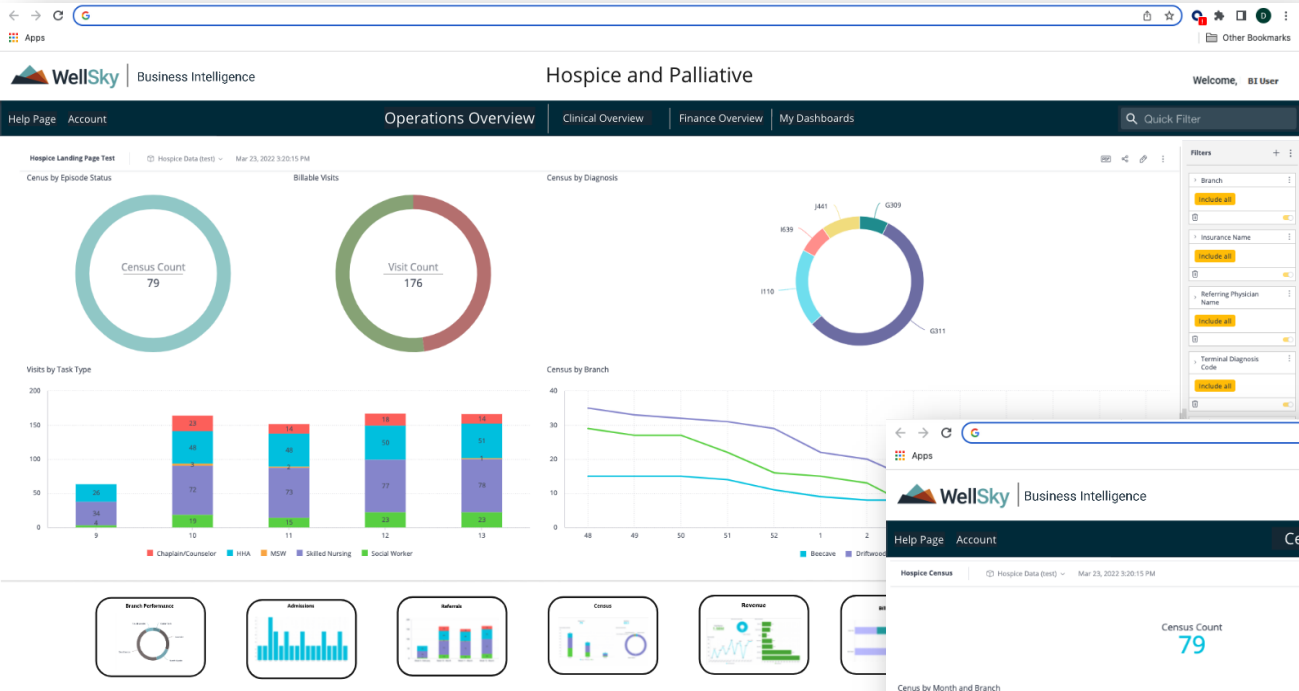 Apps
Other Bookmarks
D
WellSky
Business Intelligence
Hospice and Palliative
Welcome, BI User
Help Page Account
Operations Overview
Clinical Overview
Finance Overview
My Dashboards
Quick Filter
Hospice Landing Page Test
Hospice Data (test)
Mar 23, 2022 3:20:15 PM
Cenus by Episode Status
Billable Visits
Census by Diagnosis
Census Count
79
Visit Count
176
J441
G309
I639
I110
G311
Filters
Branch
Include all
Insurance Name
Include all
Referring Physician
Name
Include all
Terminal Diagnosis
Code
Include all
Visits by Task Type
200
150
100
50
0
26
34
4
23
48
3
72
19
14
48
2
73
15
18
50
77
23
14
51
1
78
23
9 10 11 12 13
Chaplain/Counselor HHA MSW Skilled Nursing Social Worker
Census by Branch
40
30
20
10
0
48 49 50 51 52 1 2
Beecave Driftwood
Branch Performance
Admissions
Referrals
Census
Revenue
Apps
WellSky
Business Intelligence
Help Page Account
Ce
Hospice Census
Hospice Data (test)
Mar 23, 2022 3:20:15 PM
Census Count
79
Cenus by Month and Branch